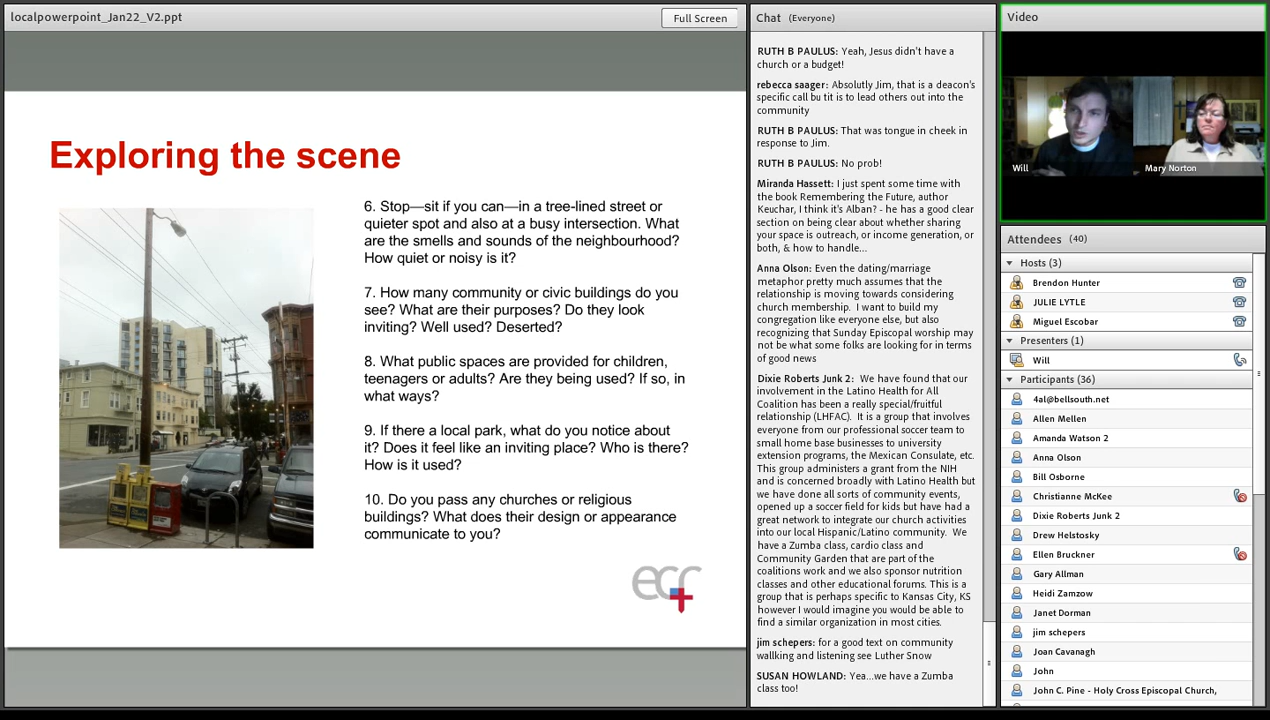 localpowerpoint_Jan22_V2.ppt
Full Screen
Exploring the scene
6. Stop—sit if you can—in a tree-lined street or
quieter spot and also at a busy intersection. What
are the smells and sounds of the neighbourhood?
How quiet or noisy is it?
7. How many community or civic buildings do you
see? What are their purposes? Do they look
inviting? Well used? Deserted?
8. What public spaces are provided for children,
teenagers or adults? Are they being used? If so, in
what ways?
9. If there a local park, what do you notice about
it? Does it feel like an inviting place? Who is there?
How is it used?
10. Do you pass any churches or religious
buildings? What does their design or appearance
communicate to you?
ecf
Chat (Everyone)
RUTH B PAULUS: Yeah, Jesus didn't have a
church or a budget!
rebecca saager: Absolutly Jim, that is a deacon's
specific call bu tit is to lead others out into the
community
RUTH B PAULUS: That was tongue in cheek in
response to Jim.
RUTH B PAULUS: No prob!
Miranda Hassett: I just spent some time with
the book Remembering the Future, author
Keuchar, I think it's Alban? - he has a good clear
section on being clear about whether sharing
your space is outreach, or income generation, or
both, & how to handle...
Anna Olson: Even the dating/marriage
metaphor pretty much assumes that the
relationship is moving towards considering
church membership. I want to build my
congregation like everyone else, but also
recognizing that Sunday Episcopal worship may
not be what some folks are looking for in terms
of good news
Dixie Roberts Junk 2: We have found that our
involvement in the Latino Health for All
Coalition has been a really special/fruitful
relationship (LHFAC). It is a group that involves
everyone from our professional soccer team to
small home base businesses to university
extension programs, the Mexican Consulate, etc.
This group administers a grant from the NIH
and is concerned broadly with Latino Health but
we have done all sorts of community events,
opened up a soccer field for kids but have had a
great network to integrate our church activities
into our local Hispanic/Latino community. We
have a Zumba class, cardio class and
Community Garden that are part of the
coalitions work and we also sponsor nutrition
classes and other educational forums. This is a
group that is perhaps specific to Kansas City, KS
however I would imagine you would be able to
find a similar organization in most cities.
jim schepers: for a good text on community
wallking and listening see Luther Snow
SUSAN HOWLAND: Yea...we have a Zumba
class too!
Video
Will
Mary Norton
Attendees (40)
Hosts (3)
Brendon Hunter
JULIE LYTLE
Miguel Escobar
Presenters (1)
Will
Participants (36)
4al@bellsouth.net
Allen Mellen
Amanda Watson 2
Anna Olson
Bill Osborne
Christianne McKee
Dixie Roberts Junk 2
Drew Helstosky
Ellen Bruckner
Gary Allman
Heidi Zamzow
Janet Dorman
jim schepers
Joan Cavanagh
John
John C. Pine - Holy Cross Episcopal Church,